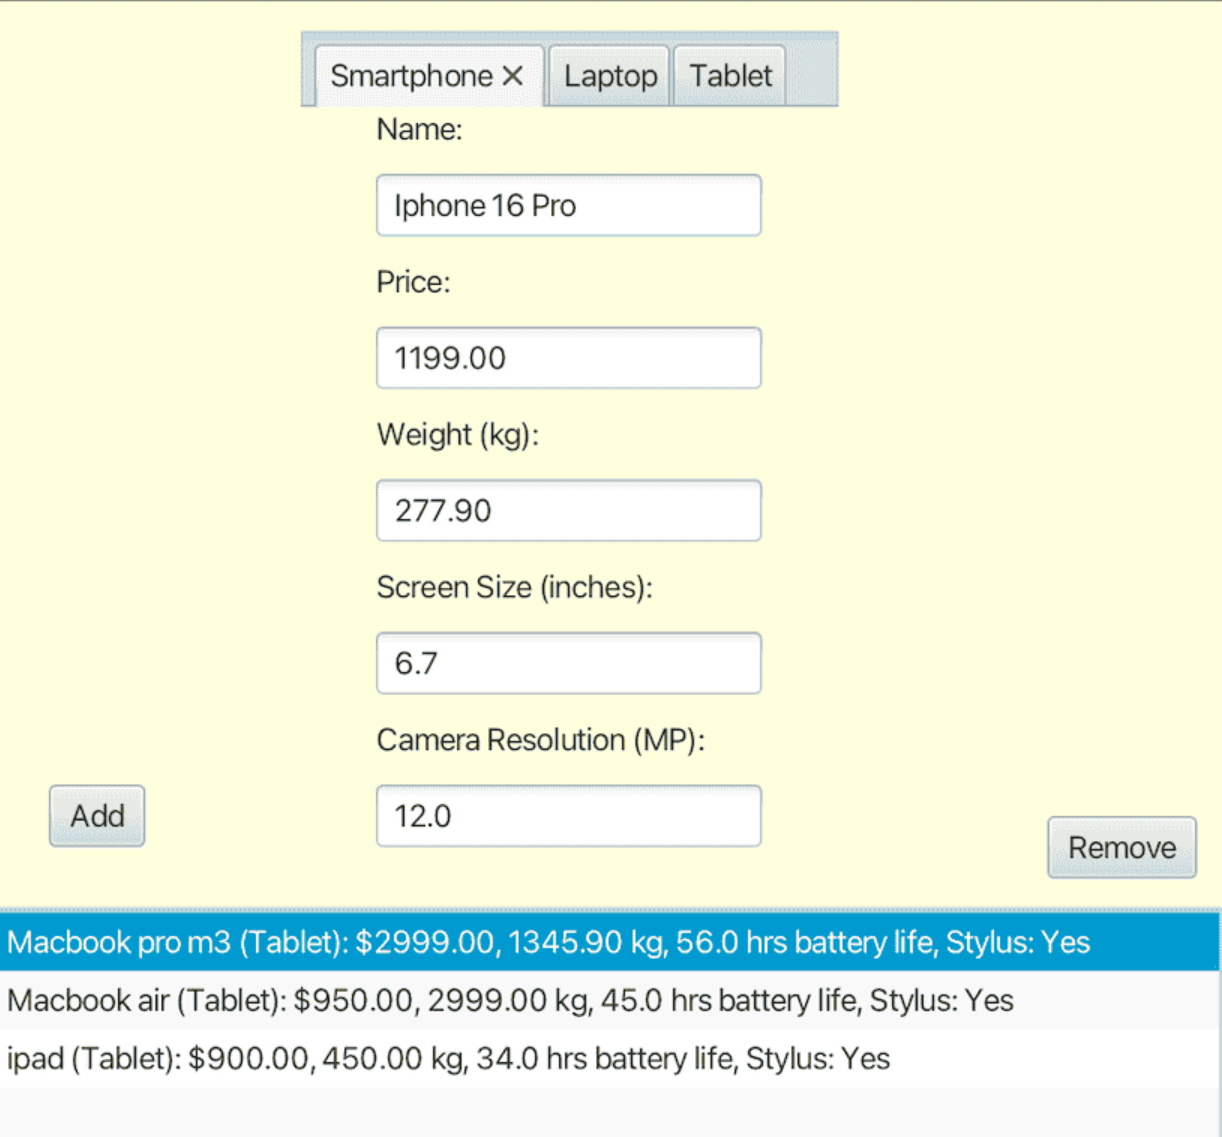 Smartphone Laptop Tablet
Name:
Iphone 16 Pro
Price:
1199.00
Weight (kg):
277.90
Screen Size (inches):
6.7
Camera Resolution (MP):
12.0
Add
Remove
Macbook pro m3 (Tablet): $2999.00, 1345.90 kg, 56.0 hrs battery life, Stylus: Yes
Macbook air (Tablet): $950.00, 2999.00 kg, 45.0 hrs battery life, Stylus: Yes
ipad (Tablet): $900.00, 450.00 kg, 34.0 hrs battery life, Stylus: Yes